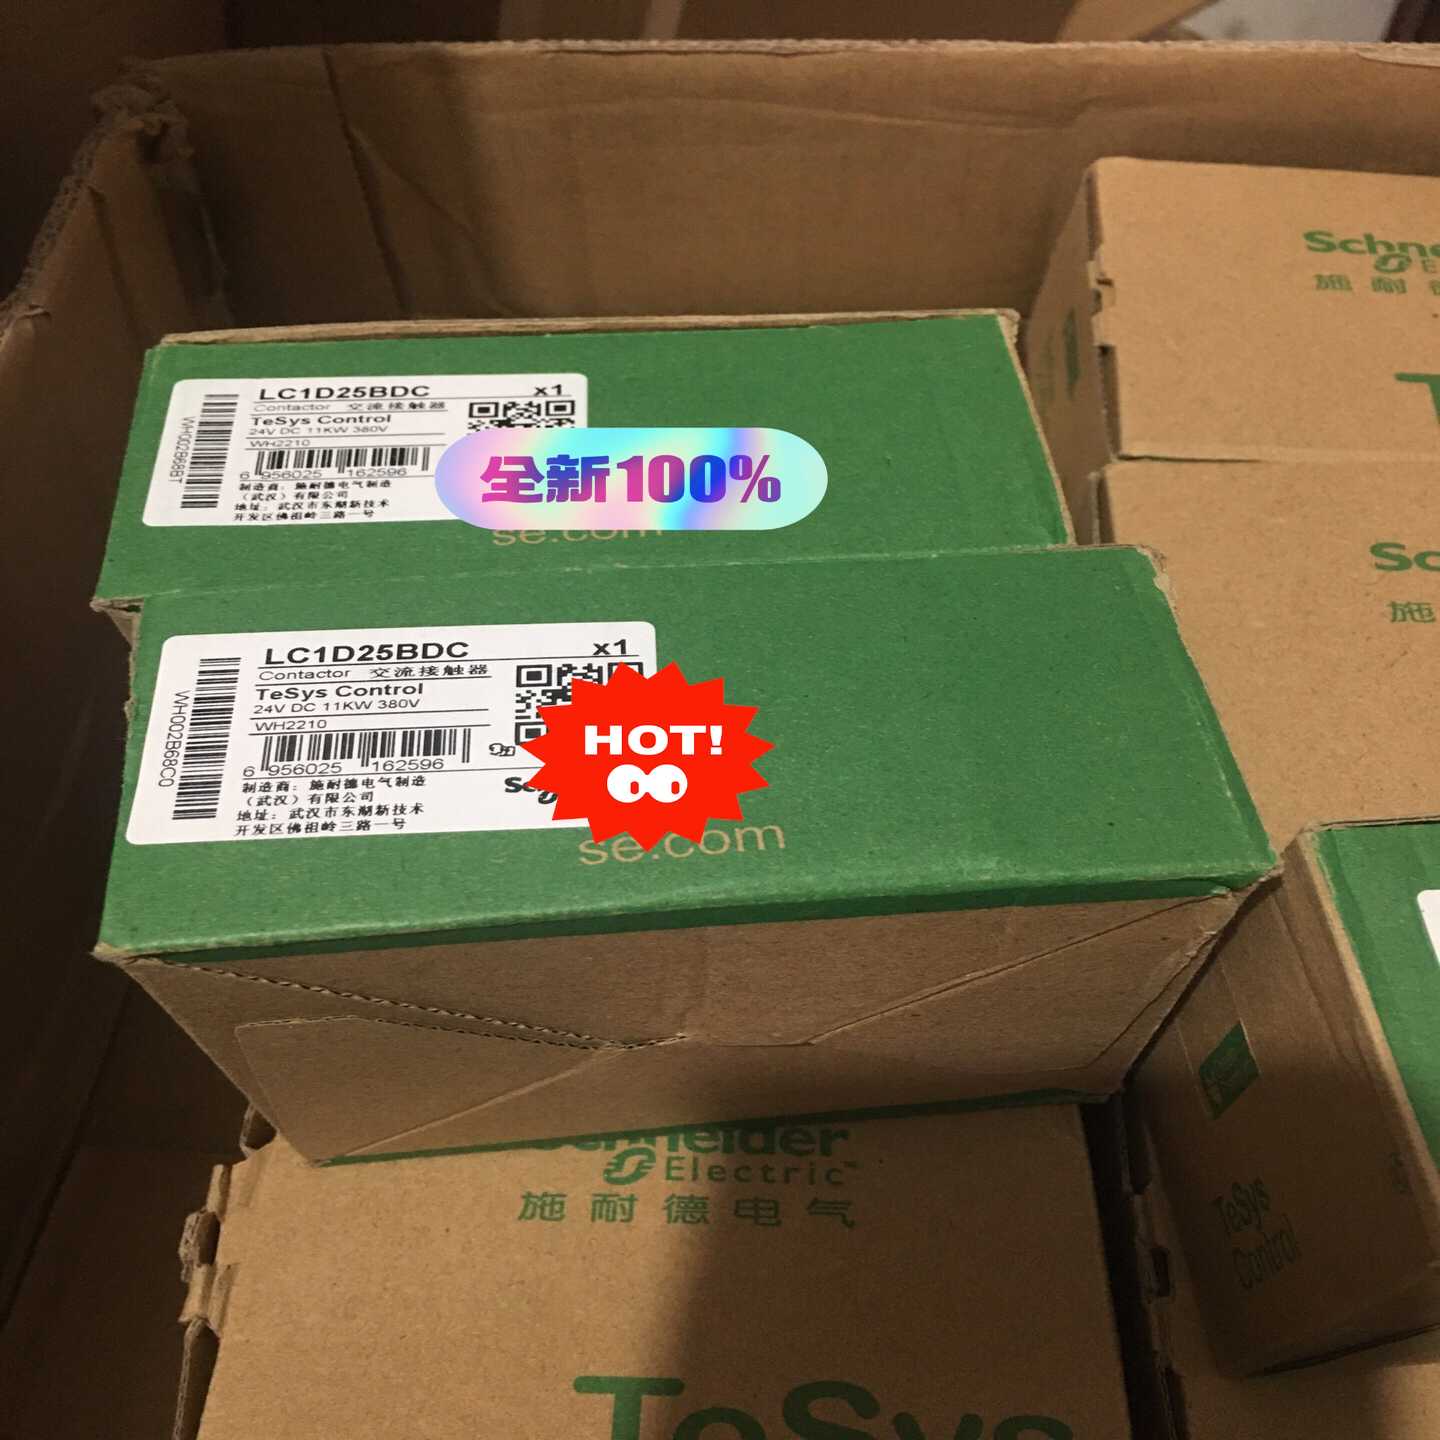 LC1D25BDC x1
Contactor 交流接触器
TeSys Control
24V DC 11KW 380V
WH2210
6 956025 162596
WH002B68BT
制造商：施耐德电气制造
（武汉）有限公司
地址：武汉市东湖新技术
开发区佛祖岭三路一号
全新100%
se.com
LC1D25BDC x1
Contactor 交流接触器
TeSys Control
24V DC 11KW 380V
WH2210
6 956025 162596
WH002B68C0
制造商：施耐德电气制造
（武汉）有限公司
地址：武汉市东湖新技术
开发区佛祖岭三路一号
HOT!
se.com
Schneider
Electric
施耐德电气
TeSys
TeSys
Control